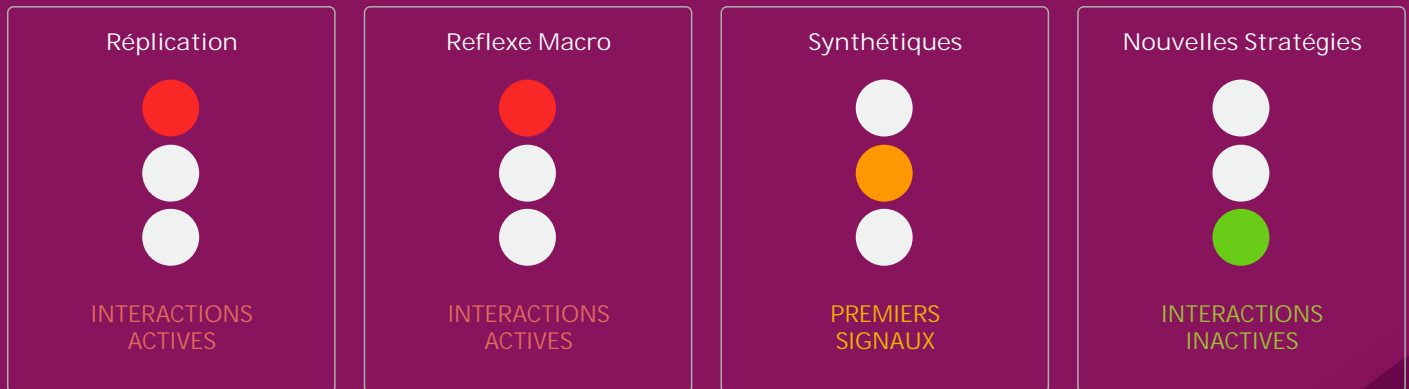 Réplication
INTERACTIONS
ACTIVES
Reflexe Macro
INTERACTIONS
ACTIVES
Synthétiques
PREMIERS
SIGNAUX
Nouvelles Stratégies
INTERACTIONS
INACTIVES